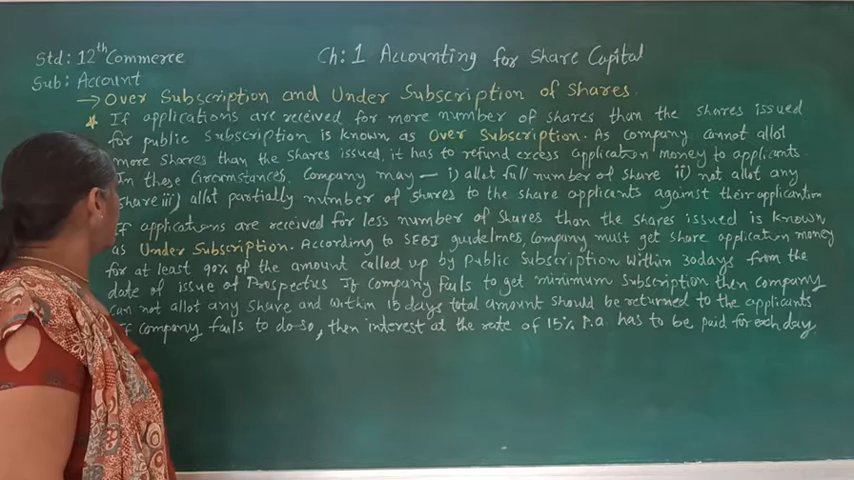 Std: 12th Commerce
Ch: 1 Accounting for Share Capital
Sub: Account
→ Over Subscription and Under Subscription of Shares.
★ If applications are received for more number of shares than the shares issued
for public Subscription is known as Over Subscription. As company cannot allot
more shares than the shares issued, it has to refund excess application money to applicants.
In these Circumstances, Company may — i) allot full number of share ii) not allot any
share iii) allot partially number of shares to the share applicants against their application
If applications are received for less number of shares than the shares issued is known
as Under Subscription. According to SEBI guidelines, Company must get share application money
for at least 90% of the amount called up by Public Subscription within 30days from the
date of issue of Prospectus If Company fails to get minimum Subscription then company
can not allot any share and within 15 days total amount should be returned to the applicants
If company fails to do so, then interest at the rate of 15% P.a. has to be paid for each day.